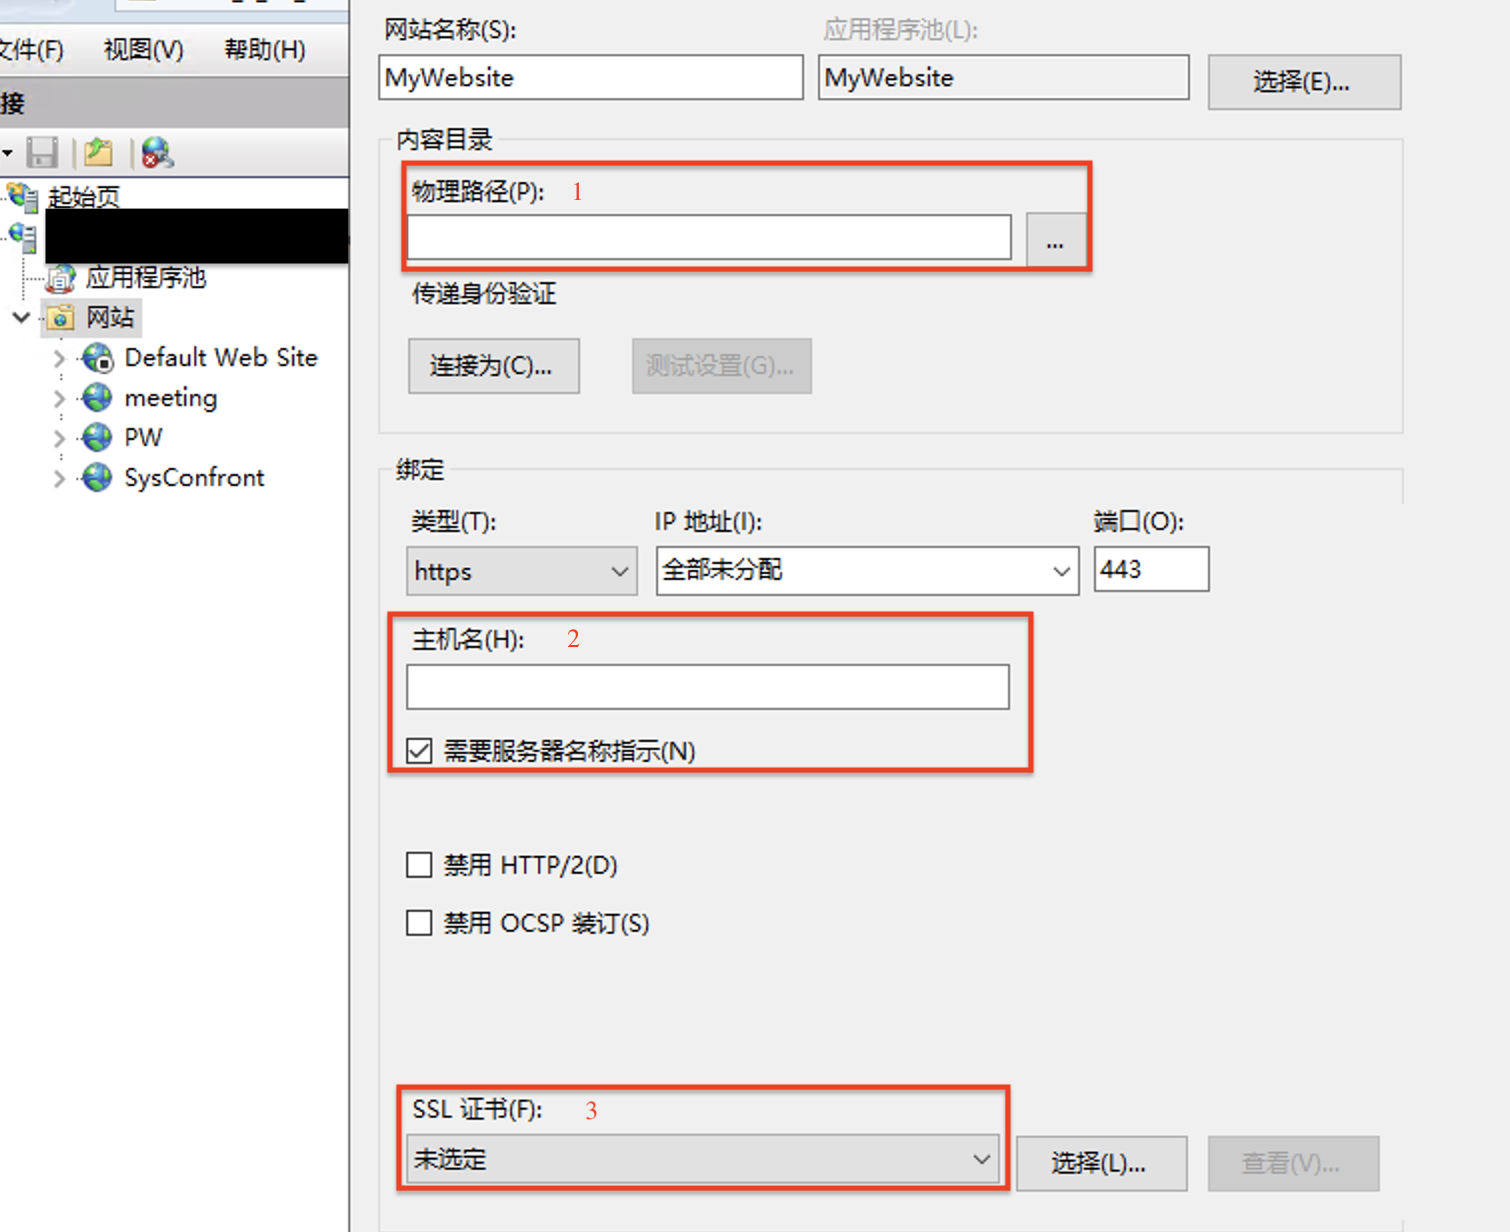 文件(F) 视图(V) 帮助(H)
接
起始页
应用程序池
网站
Default Web Site
meeting
PW
SysConfront
网站名称(S): 应用程序池(L):
MyWebsite MyWebsite 选择(E)...
内容目录
物理路径(P): 1
...
传递身份验证
连接为(C)... 测试设置(G)...
绑定
类型(T): IP 地址(I): 端口(O):
https 全部未分配 443
主机名(H): 2
需要服务器名称指示(N)
禁用 HTTP/2(D)
禁用 OCSP 装订(S)
SSL 证书(F): 3
未选定 选择(L)... 查看(V)...